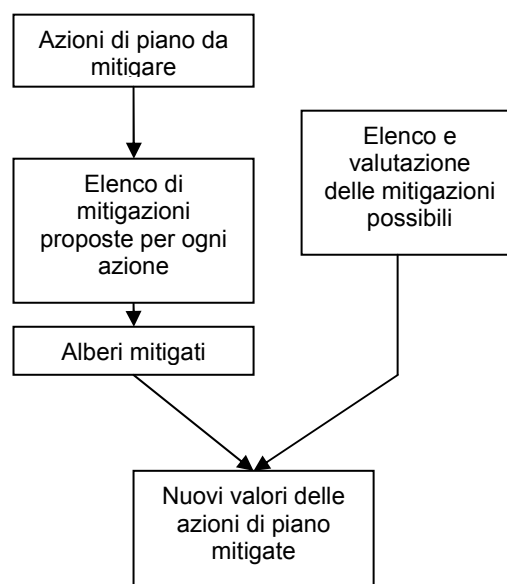 Azioni di piano da
mitigare
Elenco e
valutazione
delle mitigazioni
possibili
Elenco di
mitigazioni
proposte per ogni
azione
Alberi mitigati
Nuovi valori delle
azioni di piano
mitigate